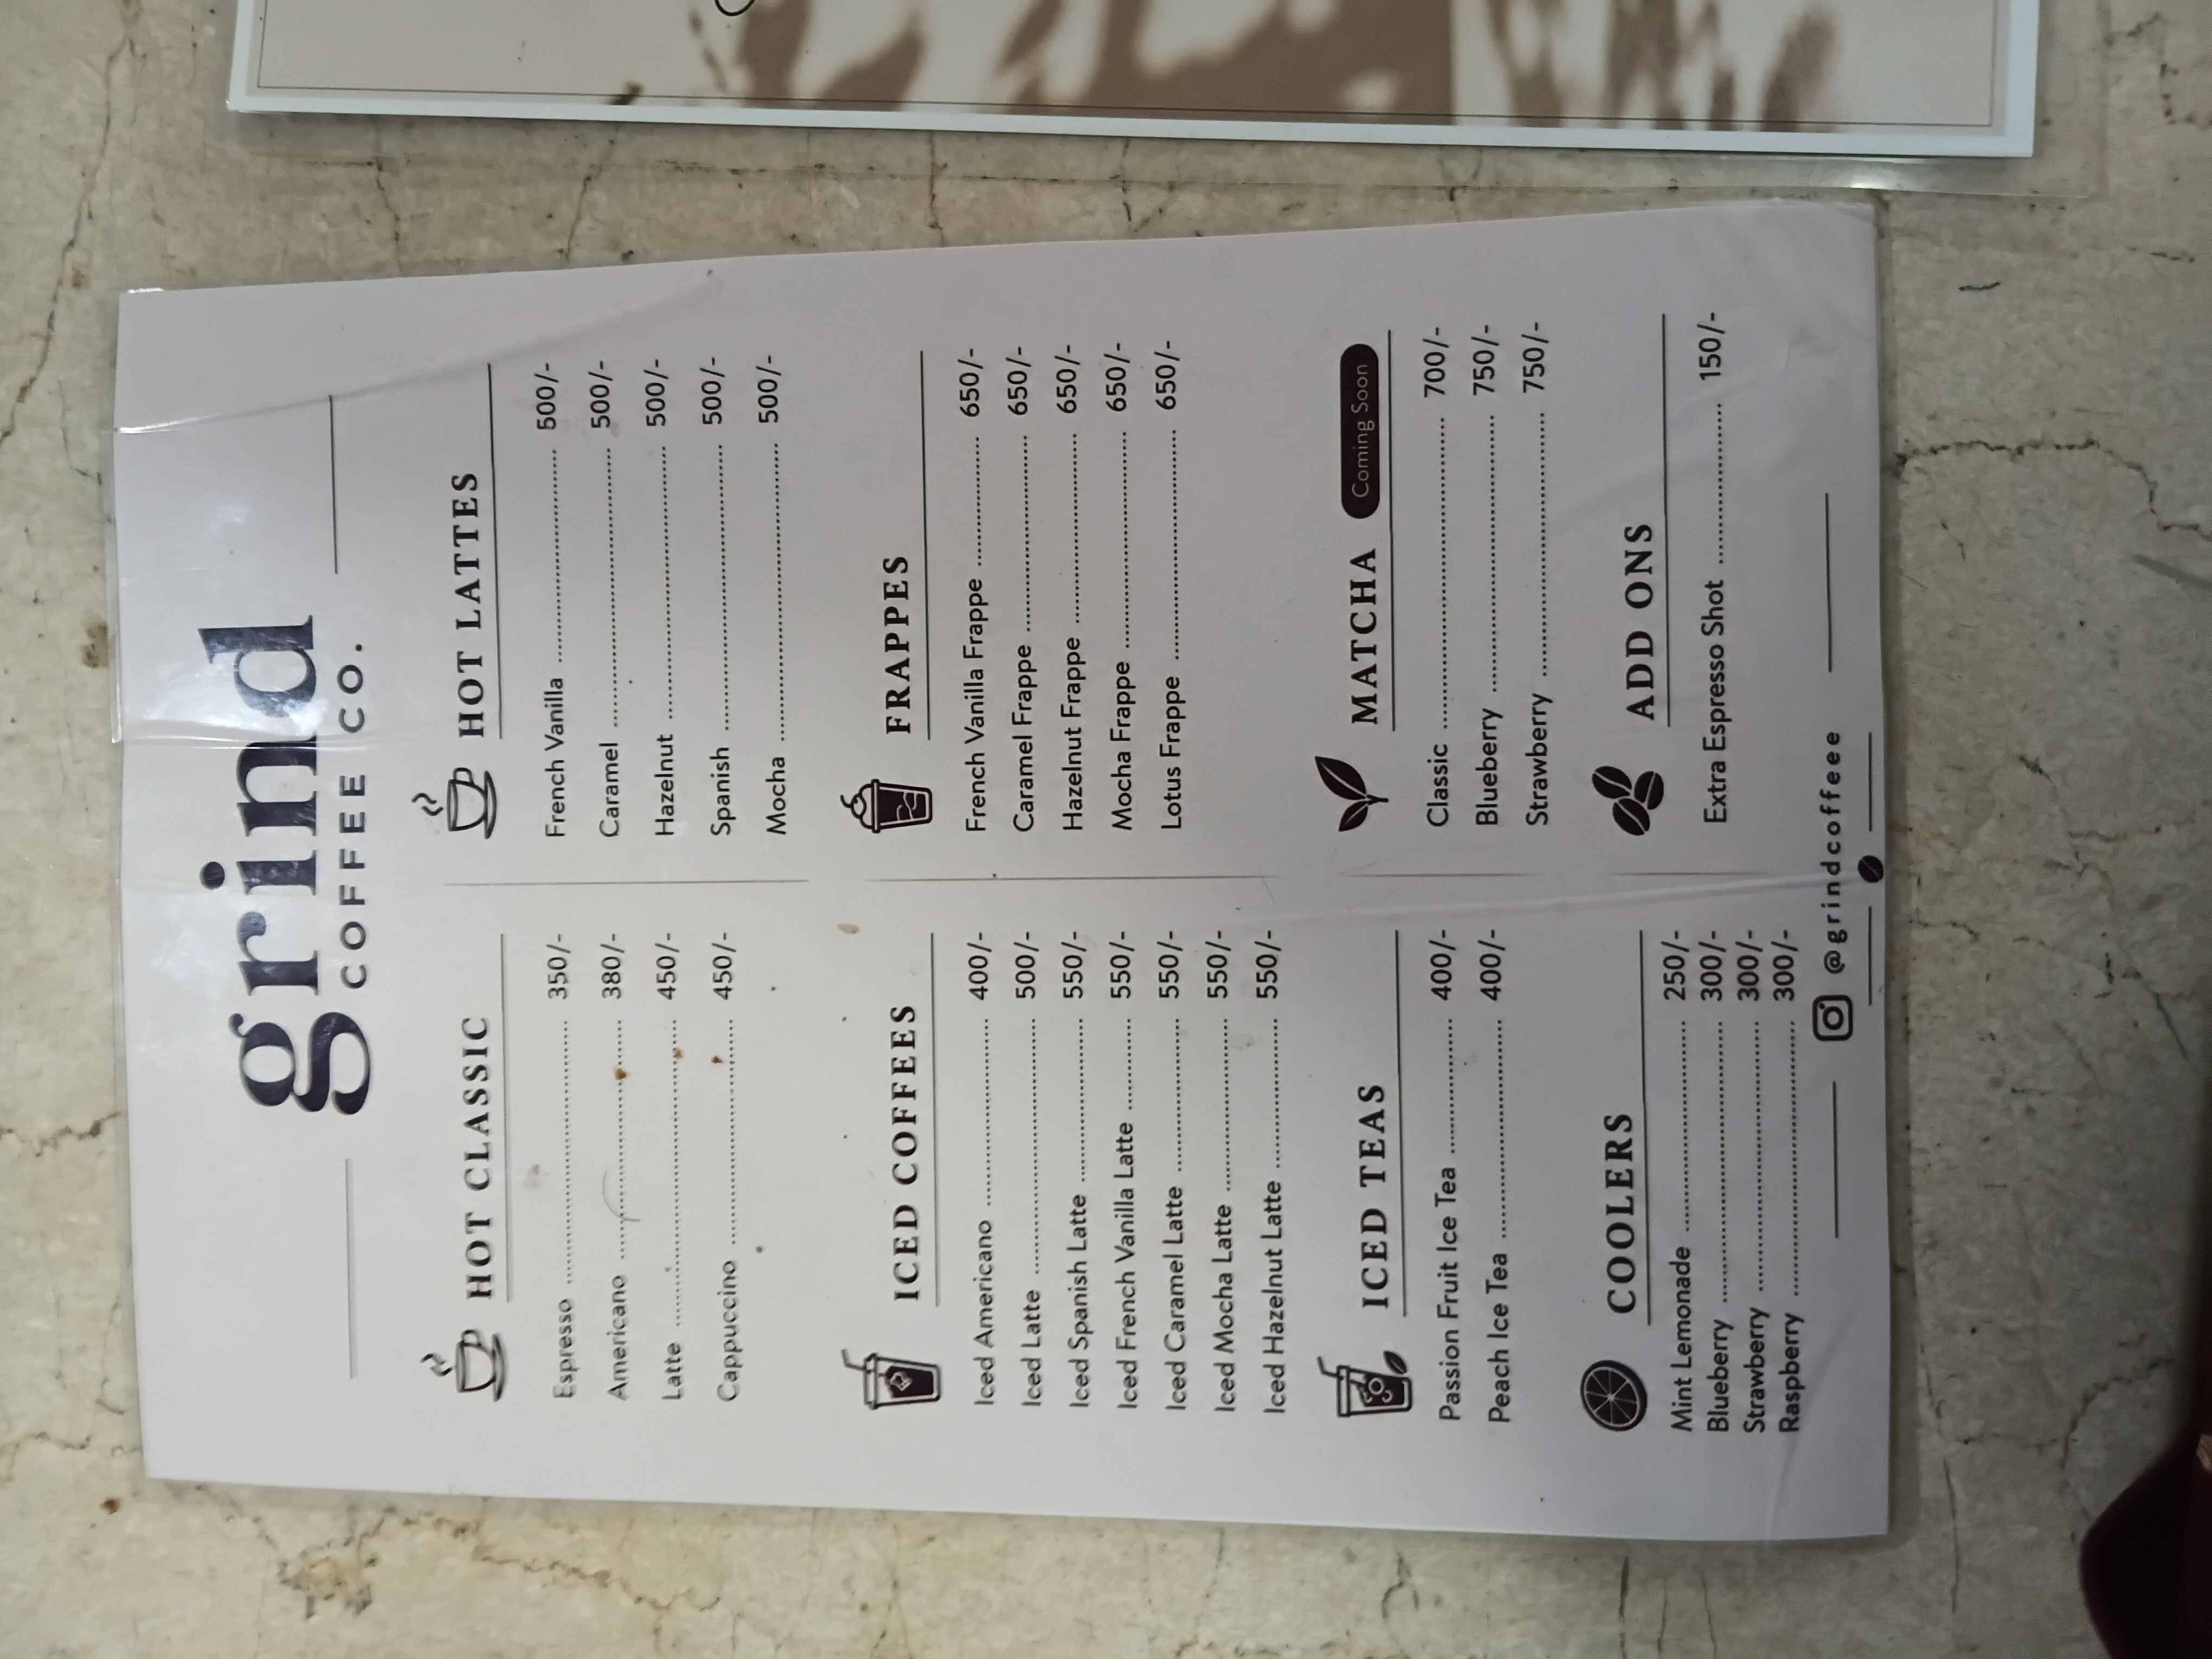 grind
COFFEE CO.
HOT CLASSIC
Espresso ........ 350/-
Americano ........ 380/-
Latte ........ 450/-
Cappuccino ........ 450/-
HOT LATTES
French Vanilla ........ 500/-
Caramel ........ 500/-
Hazelnut ........ 500/-
Spanish ........ 500/-
Mocha ........ 500/-
ICED COFFEES
Iced Americano ........ 400/-
Iced Latte ........ 500/-
Iced Spanish Latte ........ 550/-
Iced French Vanilla Latte ........ 550/-
Iced Caramel Latte ........ 550/-
Iced Mocha Latte ........ 550/-
Iced Hazelnut Latte ........ 550/-
FRAPPES
French Vanilla Frappe ........ 650/-
Caramel Frappe ........ 650/-
Hazelnut Frappe ........ 650/-
Mocha Frappe ........ 650/-
Lotus Frappe ........ 650/-
ICED TEAS
Passion Fruit Ice Tea ........ 400/-
Peach Ice Tea ........ 400/-
MATCHA Coming Soon
Classic ........ 700/-
Blueberry ........ 750/-
Strawberry ........ 750/-
COOLERS
Mint Lemonade ........ 250/-
Blueberry ........ 300/-
Strawberry ........ 300/-
Raspberry ........ 300/-
ADD ONS
Extra Espresso Shot ........ 150/-
@grindcoffeee